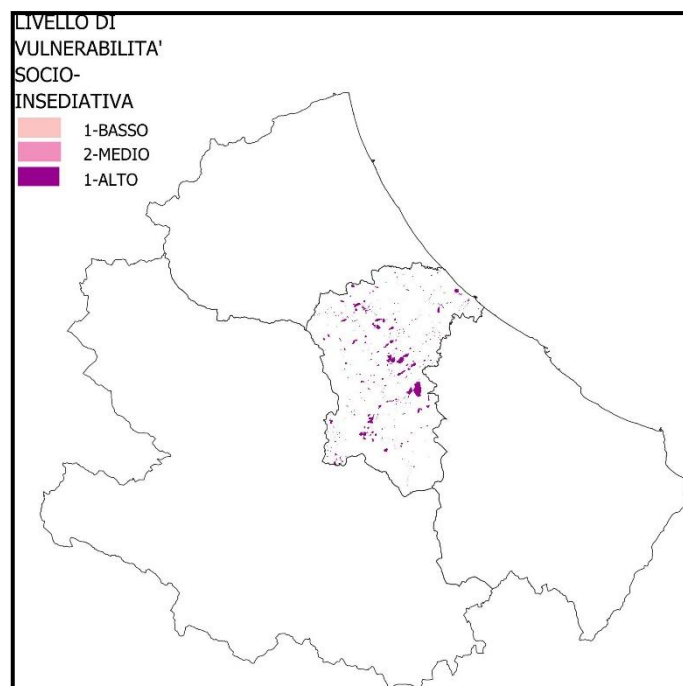 LIVELLO DI
VULNERABILITA'
SOCIO-
INSEDIATIVA
1-BASSO
2-MEDIO
1-ALTO